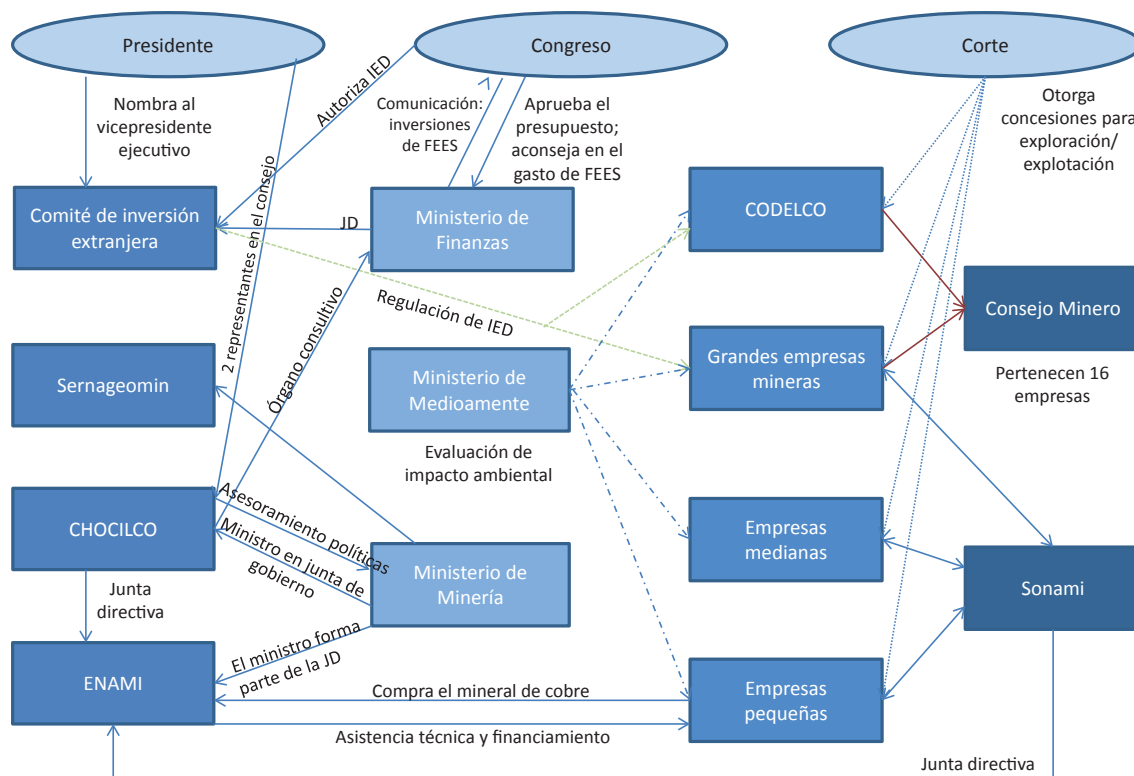 Presidente
Congreso
Corte
Nombra al
vicepresidente
ejecutivo
Autoriza IED
Comunicación:
inversiones
de FEES
Aprueba el
presupuesto;
aconseja en el
gasto de FEES
Otorga
concesiones para
exploración/
explotación
2 representantes en el consejo
Comité de inversión
extranjera
JD
Ministerio de
Finanzas
CODELCO
Regulación de IED
Órgano consultivo
Consejo Minero
Pertenecen 16
empresas
Sernageomin
Ministerio de
Medioamente
Evaluación de
impacto ambiental
Grandes empresas
mineras
CHOCILCO
Asesoramiento políticas
Ministro en junta de
gobierno
Ministerio de
Minería
Empresas
medianas
Sonami
Junta
directiva
El ministro forma
parte de la JD
ENAMI
Compra el mineral de cobre
Asistencia técnica y financiamiento
Empresas
pequeñas
Junta directiva